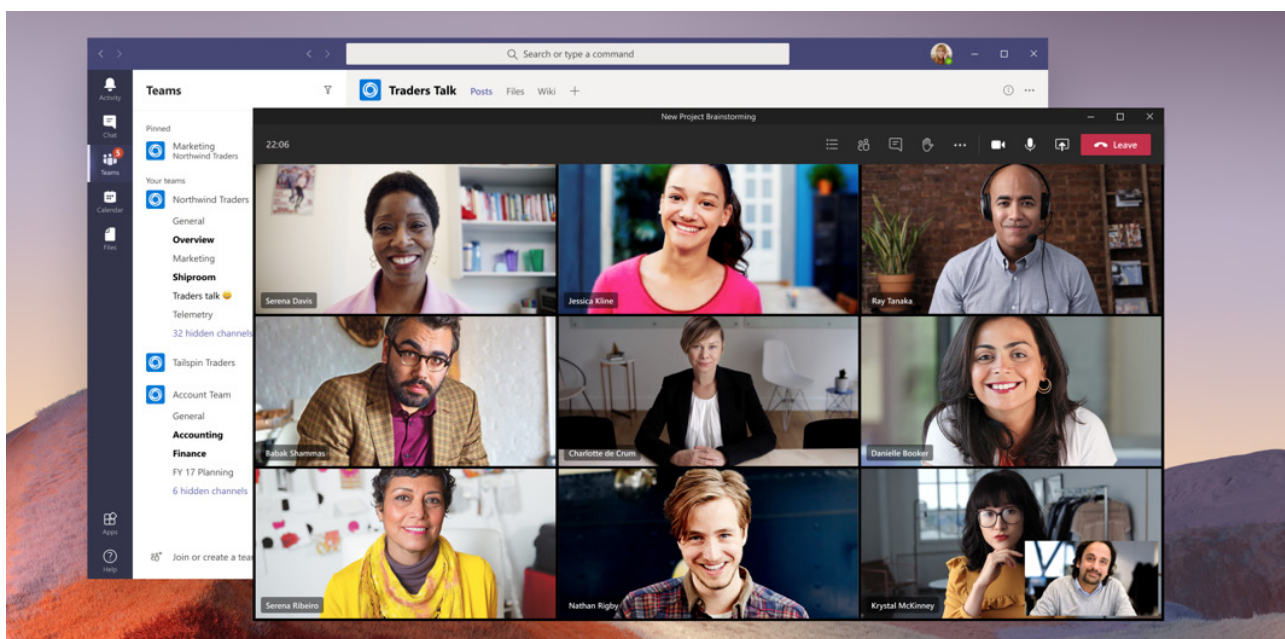 Search or type a command
Activity
Chat
5
Teams
Calendar
Files
Apps
Help
Teams
Pinned
Marketing
Northwind Traders
Your teams
Northwind Traders
General
Overview
Marketing
Shiproom
Traders talk 😄
Telemetry
32 hidden channels
Tailspin Traders
Account Team
General
Accounting
Finance
FY 17 Planning
6 hidden channels
Join or create a tea
Traders Talk Posts Files Wiki
New Project Brainstorming
22:06
Leave
Serena Davis
Jessica Kline
Ray Tanaka
Babak Shammas
Charlotte de Crum
Danielle Booker
Serena Ribeiro
Nathan Rigby
Krystal McKinney